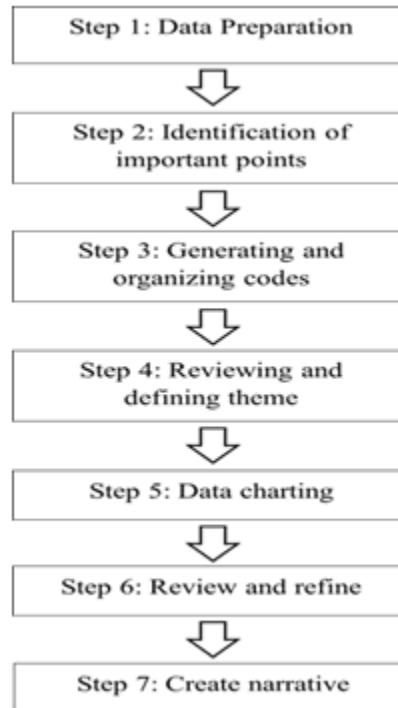 Step 1: Data Preparation
Step 2: Identification of
important points
Step 3: Generating and
organizing codes
Step 4: Reviewing and
defining theme
Step 5: Data charting
Step 6: Review and refine
Step 7: Create narrative